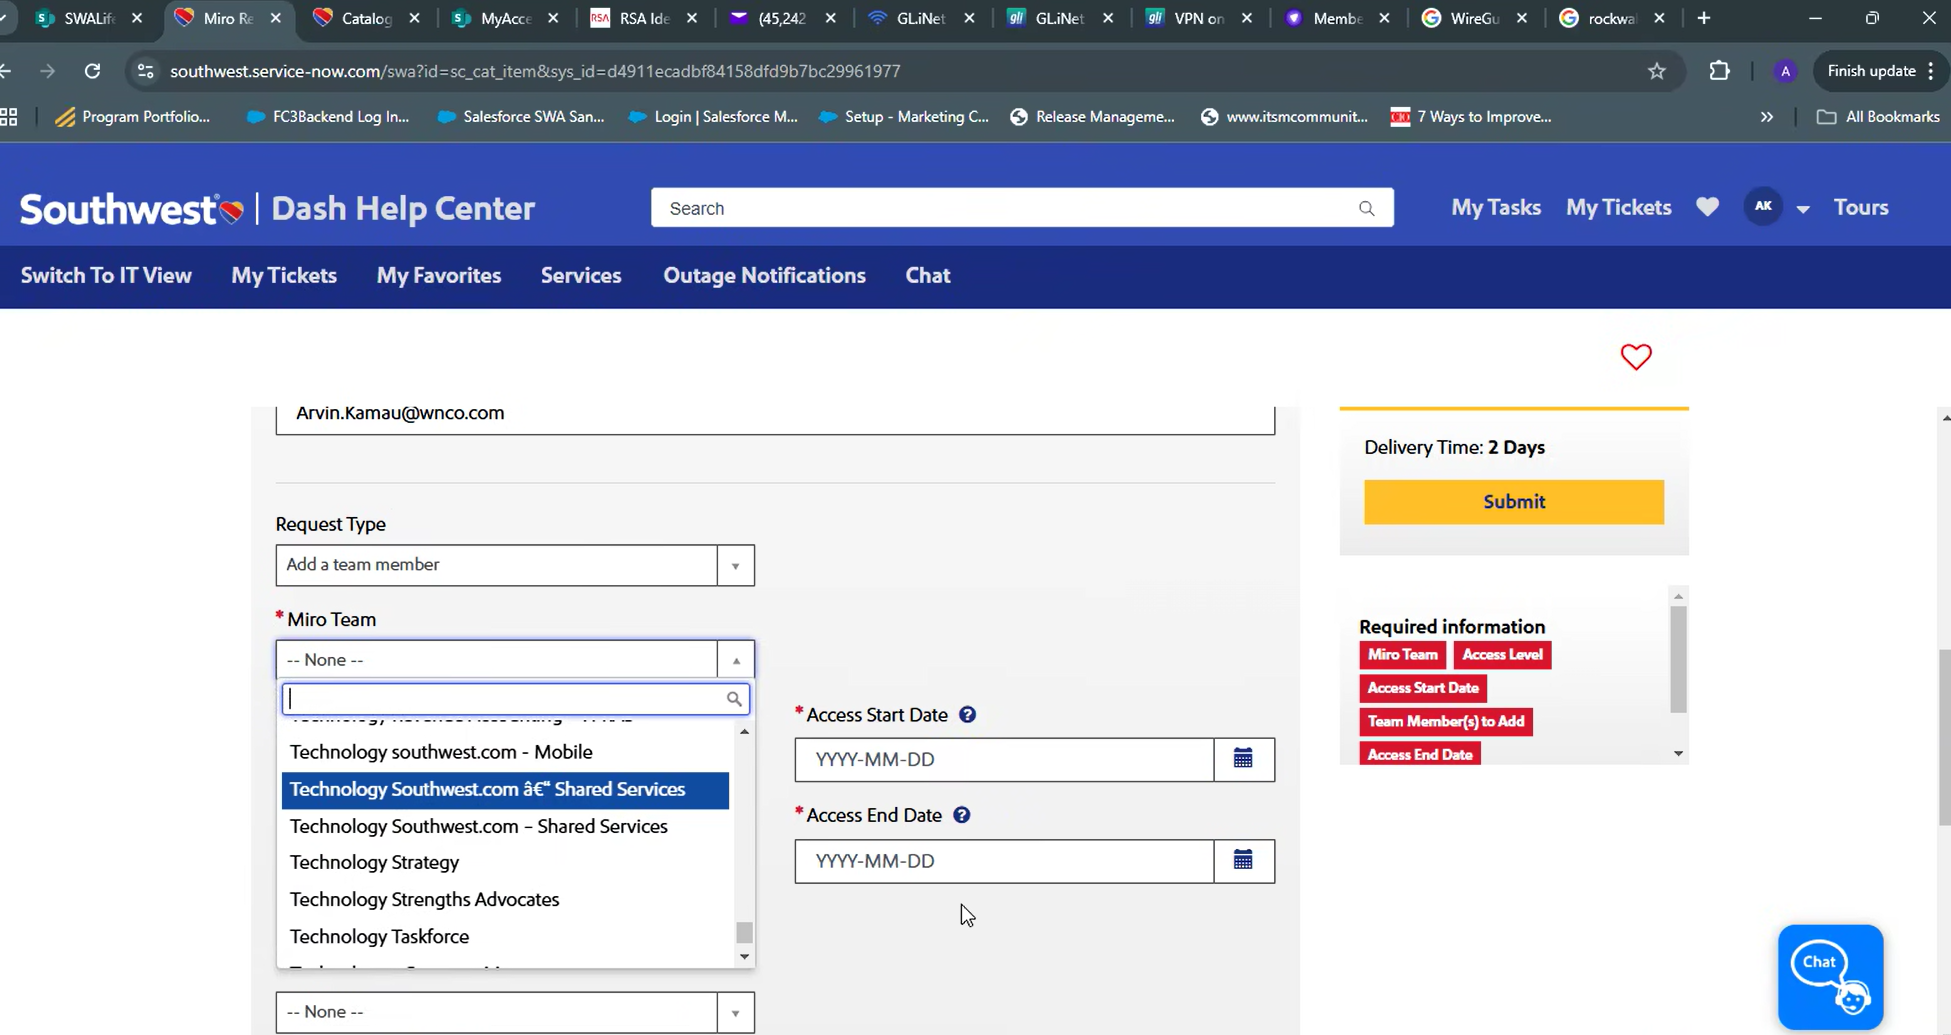 SWALif
Miro Re
Catalog
MyAcce
RSA RSA Ide
(45,242
GLiNet
gli GLiNet
gli VPN on
Membe
WireGu
rockwa
southwest.service-now.com/swa?id=sc_cat_item&sys_id=d4911ecadbf84158dfd9b7bc29961977
A
Finish update
Program Portfolio...
FC3Backend Log In...
Salesforce SWA San...
Login | Salesforce M...
Setup - Marketing C...
Release Manageme...
www.itsmcommunit...
7 Ways to Improve...
»
All Bookmarks
Southwest® | Dash Help Center
Search
My Tasks
My Tickets
AK
Tours
Switch To IT View
My Tickets
My Favorites
Services
Outage Notifications
Chat
Arvin.Kamau@wnco.com
Delivery Time: 2 Days
Submit
Request Type
Add a team member
* Miro Team
-- None --
Technology southwest.com - Mobile
Technology Southwest.com â€“ Shared Services
Technology Southwest.com – Shared Services
Technology Strategy
Technology Strengths Advocates
Technology Taskforce
-- None --
* Access Start Date ?
YYYY-MM-DD
* Access End Date ?
YYYY-MM-DD
Required information
Miro Team Access Level
Access Start Date
Team Member(s) to Add
Access End Date
Chat